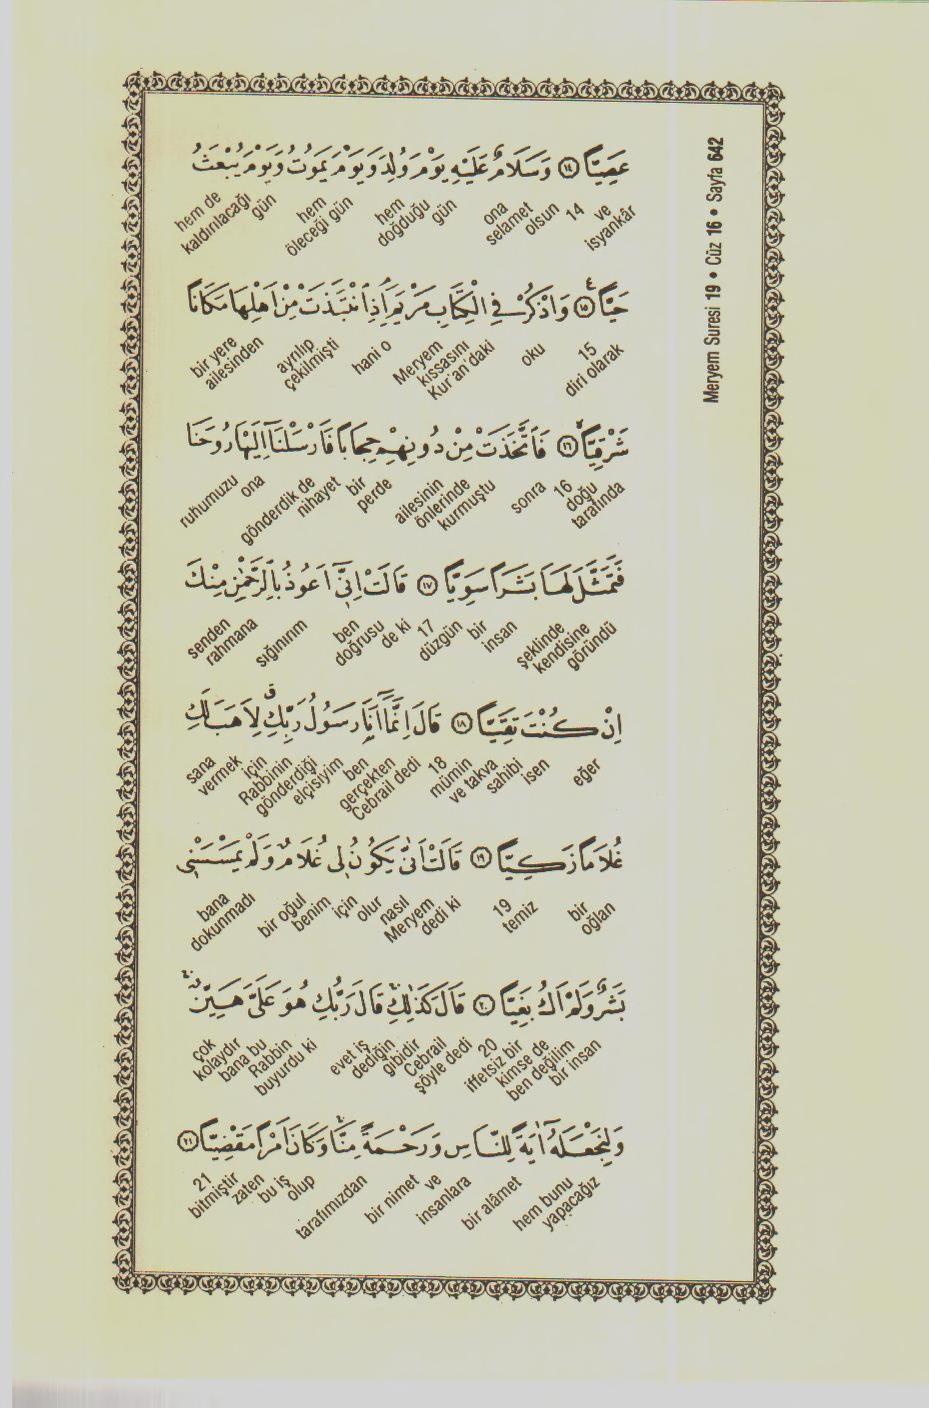 Meryem Suresi 19 • Cüz 16 • Sayfa 642
عَصِيًّا ﴿١٤﴾ وَسَلَامٌ عَلَيْهِ يَوْمَ وُلِدَ وَيَوْمَ يَمُوتُ وَيَوْمَ يُبْعَثُ
ve isyankâr 14 ona selamet olsun hem doğduğu gün hem öleceği gün hem de kaldırılacağı gün
حَيًّا ﴿١٥﴾ وَاذْكُرْ فِي الْكِتَابِ مَرْيَمَ اِذِ انْتَبَذَتْ مِنْ اَهْلِهَا مَكَانًا
15 diri olarak oku Meryem kıssasını Kur'an'daki hani o ayrılıp çekilmişti bir yere ailesinden
شَرْقِيًّا ﴿١٦﴾ فَاتَّخَذَتْ مِنْ دُونِهِمْ حِجَابًا فَاَرْسَلْنَا اِلَيْهَا رُوحَنَا
16 doğu tarafında sonra ailesinin önlerinde kurmuştu bir perde gönderdik de nihayet ona ruhumuzu
فَتَمَثَّلَ لَهَا بَشَرًا سَوِيًّا ﴿١٧﴾ قَالَتْ اِنِّي اَعُوذُ بِالرَّحْمٰنِ مِنْكَ
şeklinde kendisine göründü bir insan 17 düzgün de ki ben doğrusu sığınırım senden rahmana
اِنْ كُنْتَ تَقِيًّا ﴿١٨﴾ قَالَ اِنَّمَا اَنَا رَسُولُ رَبِّكِ لِاَهَبَ لَكِ
eğer isen 18 mümin ve takva sahibi ben gerçekten Cebrail dedi için Rabbinin gönderdiği elçisiyim sana vermek
غُلَامًا زَكِيًّا ﴿١٩﴾ قَالَتْ اَنّٰى يَكُونُ لِي غُلَامٌ وَلَمْ يَمْسَسْنِي
bir oğlan 19 temiz nasıl Meryem dedi ki olur için benim bir oğul bana dokunmadı
بَشَرٌ وَلَمْ اَكُ بَغِيًّا ﴿٢٠﴾ قَالَ كَذٰلِكِ قَالَ رَبُّكِ هُوَ عَلَيَّ هَيِّنٌ
20 iffetsiz bir kimse de ben değilim bir insan evet iş dediğin gibidir Cebrail şöyle dedi çok kolaydır bana bu Rabbin buyurdu ki
وَلِنَجْعَلَهُ اٰيَةً لِلنَّاسِ وَرَحْمَةً مِنَّا وَكَانَ اَمْرًا مَقْضِيًّا ﴿٢١﴾
hem bunu yapacağız bir alâmet insanlara ve bir nimet tarafımızdan olup bu iş zaten 21 bitmiştir